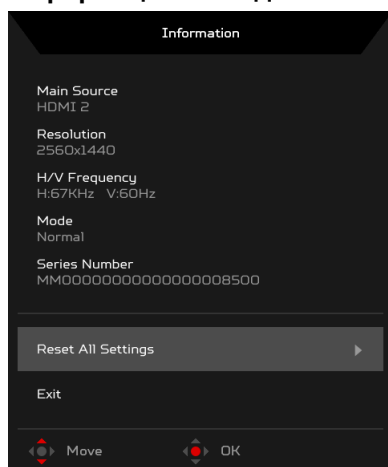 Information
Main Source
HDMI 2
Resolution
2560x1440
H/V Frequency
H:67KHz V:60Hz
Mode
Normal
Series Number
MM00000000000000008500
Reset All Settings
Exit
Move OK